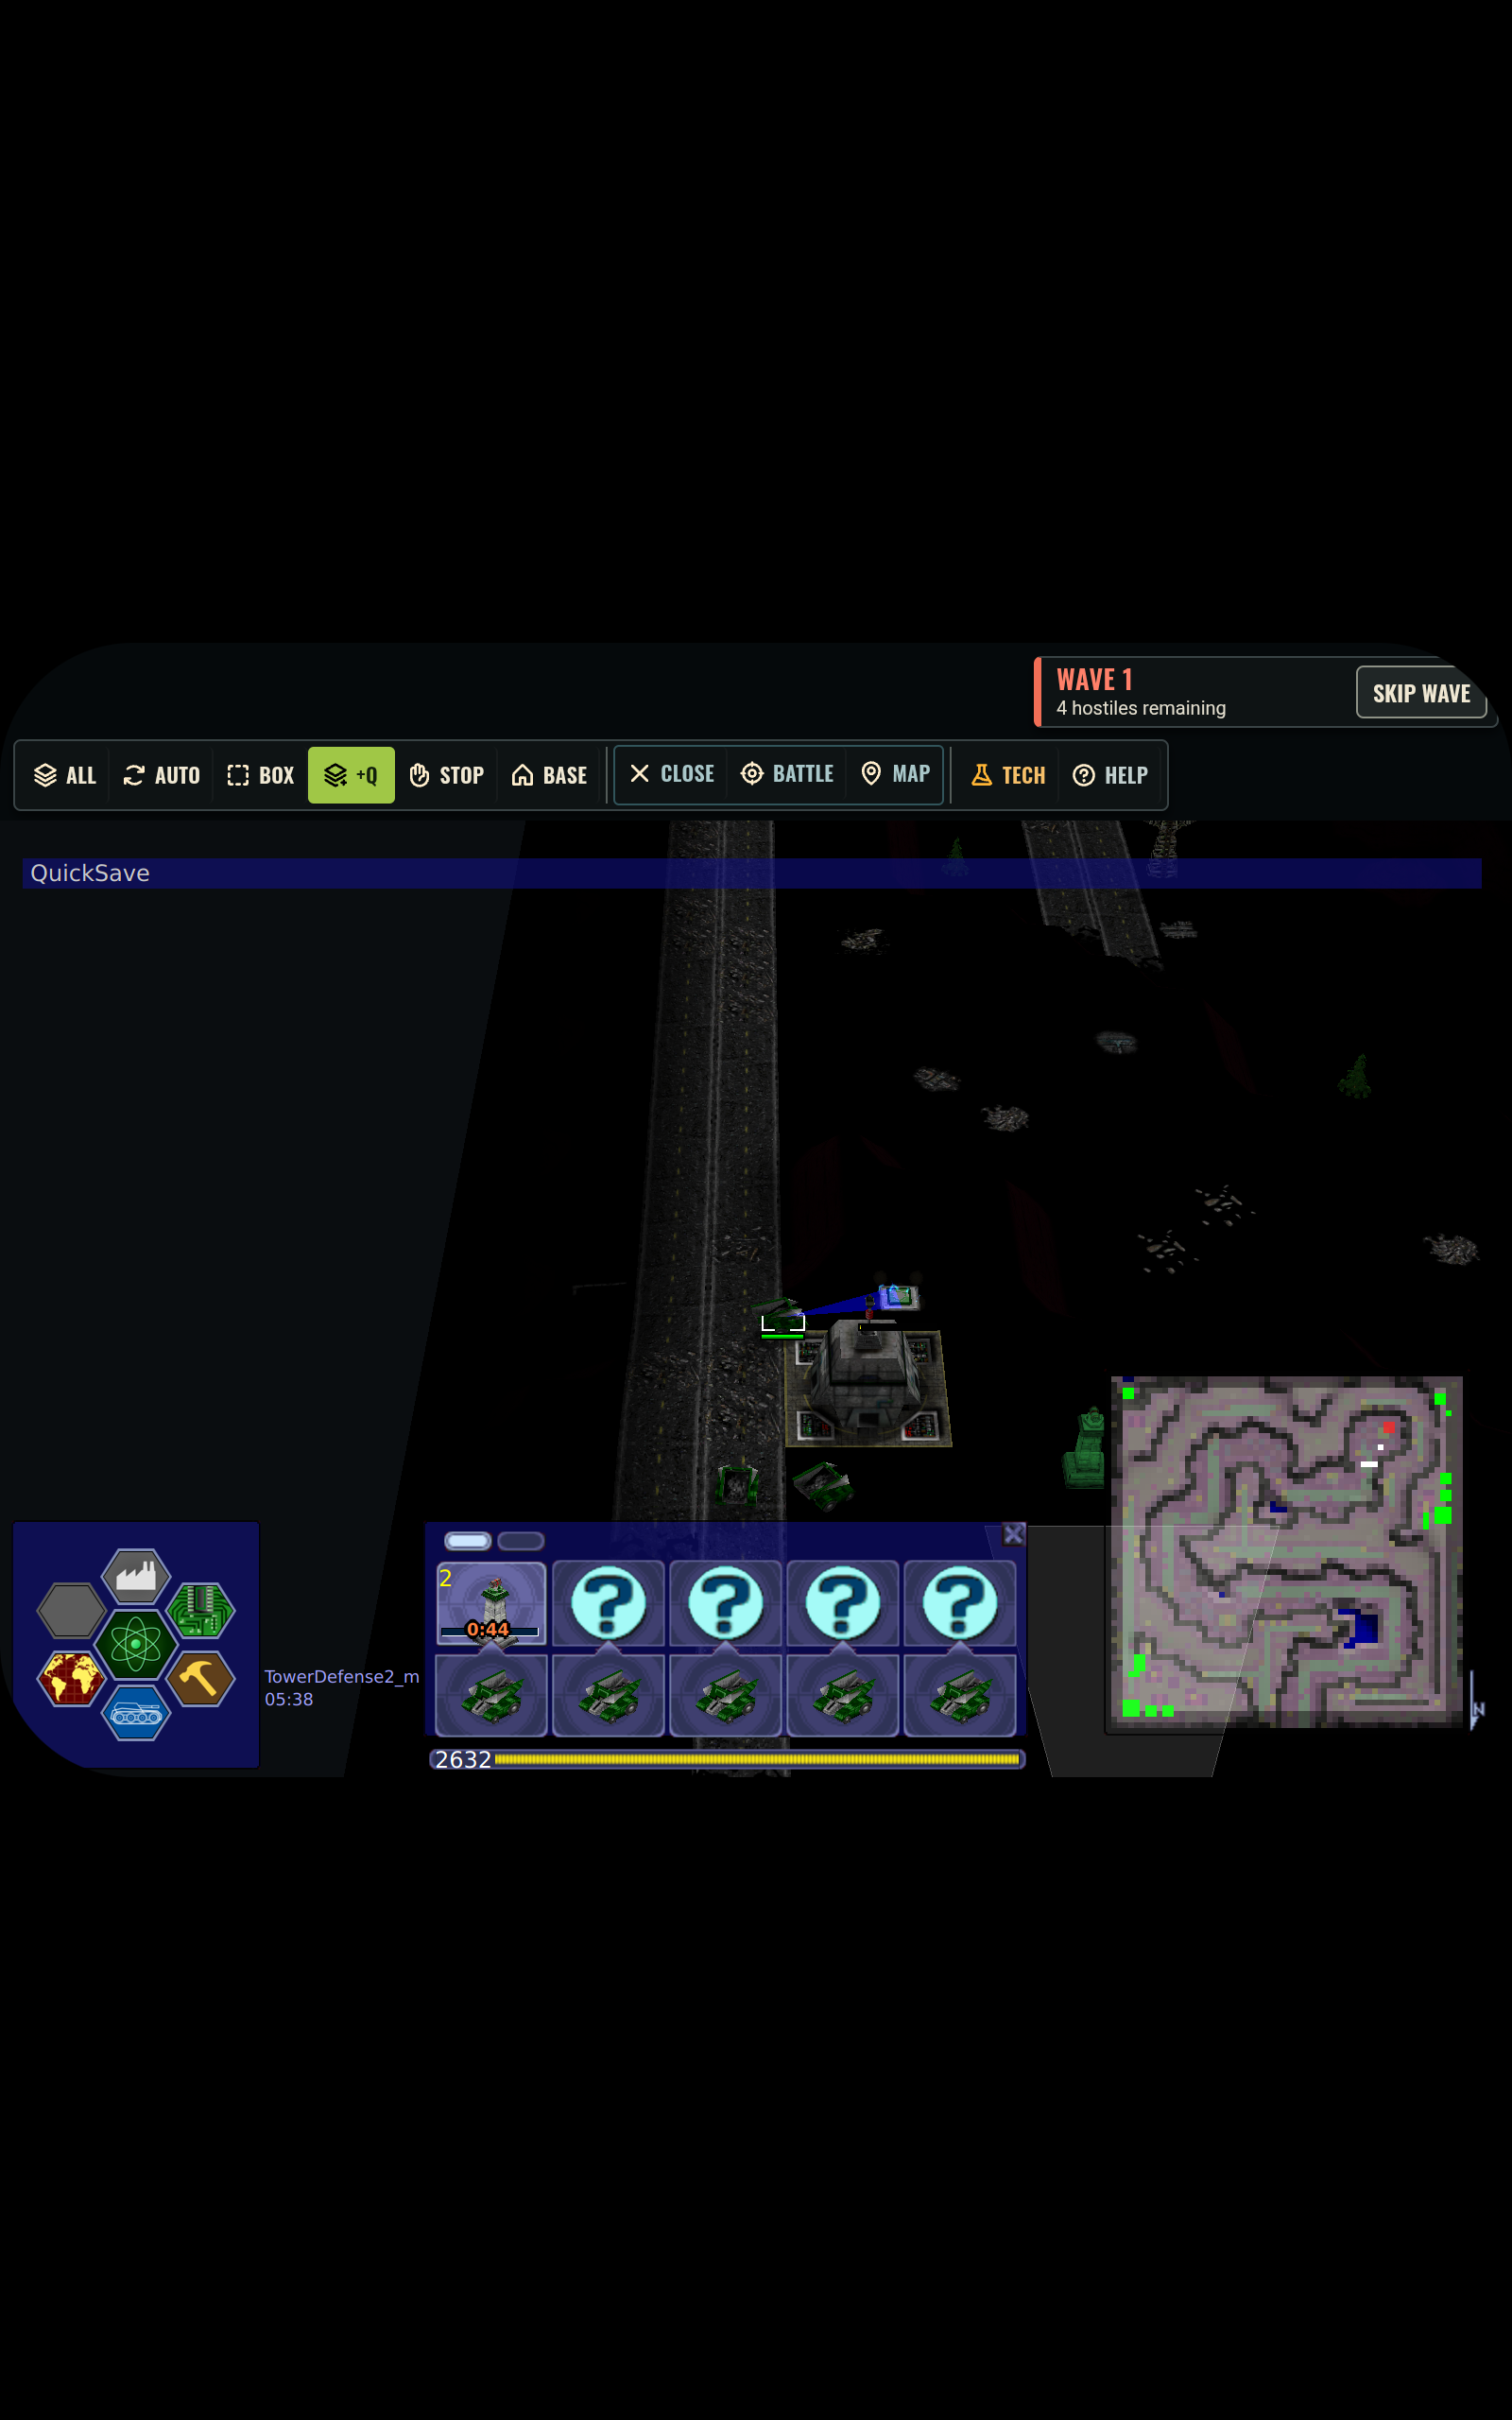 WAVE 1
4 hostiles remaining
SKIP WAVE
ALL AUTO BOX +Q STOP BASE CLOSE BATTLE MAP TECH HELP
QuickSave
2
0:44
TowerDefense2_m
05:38
2632
N